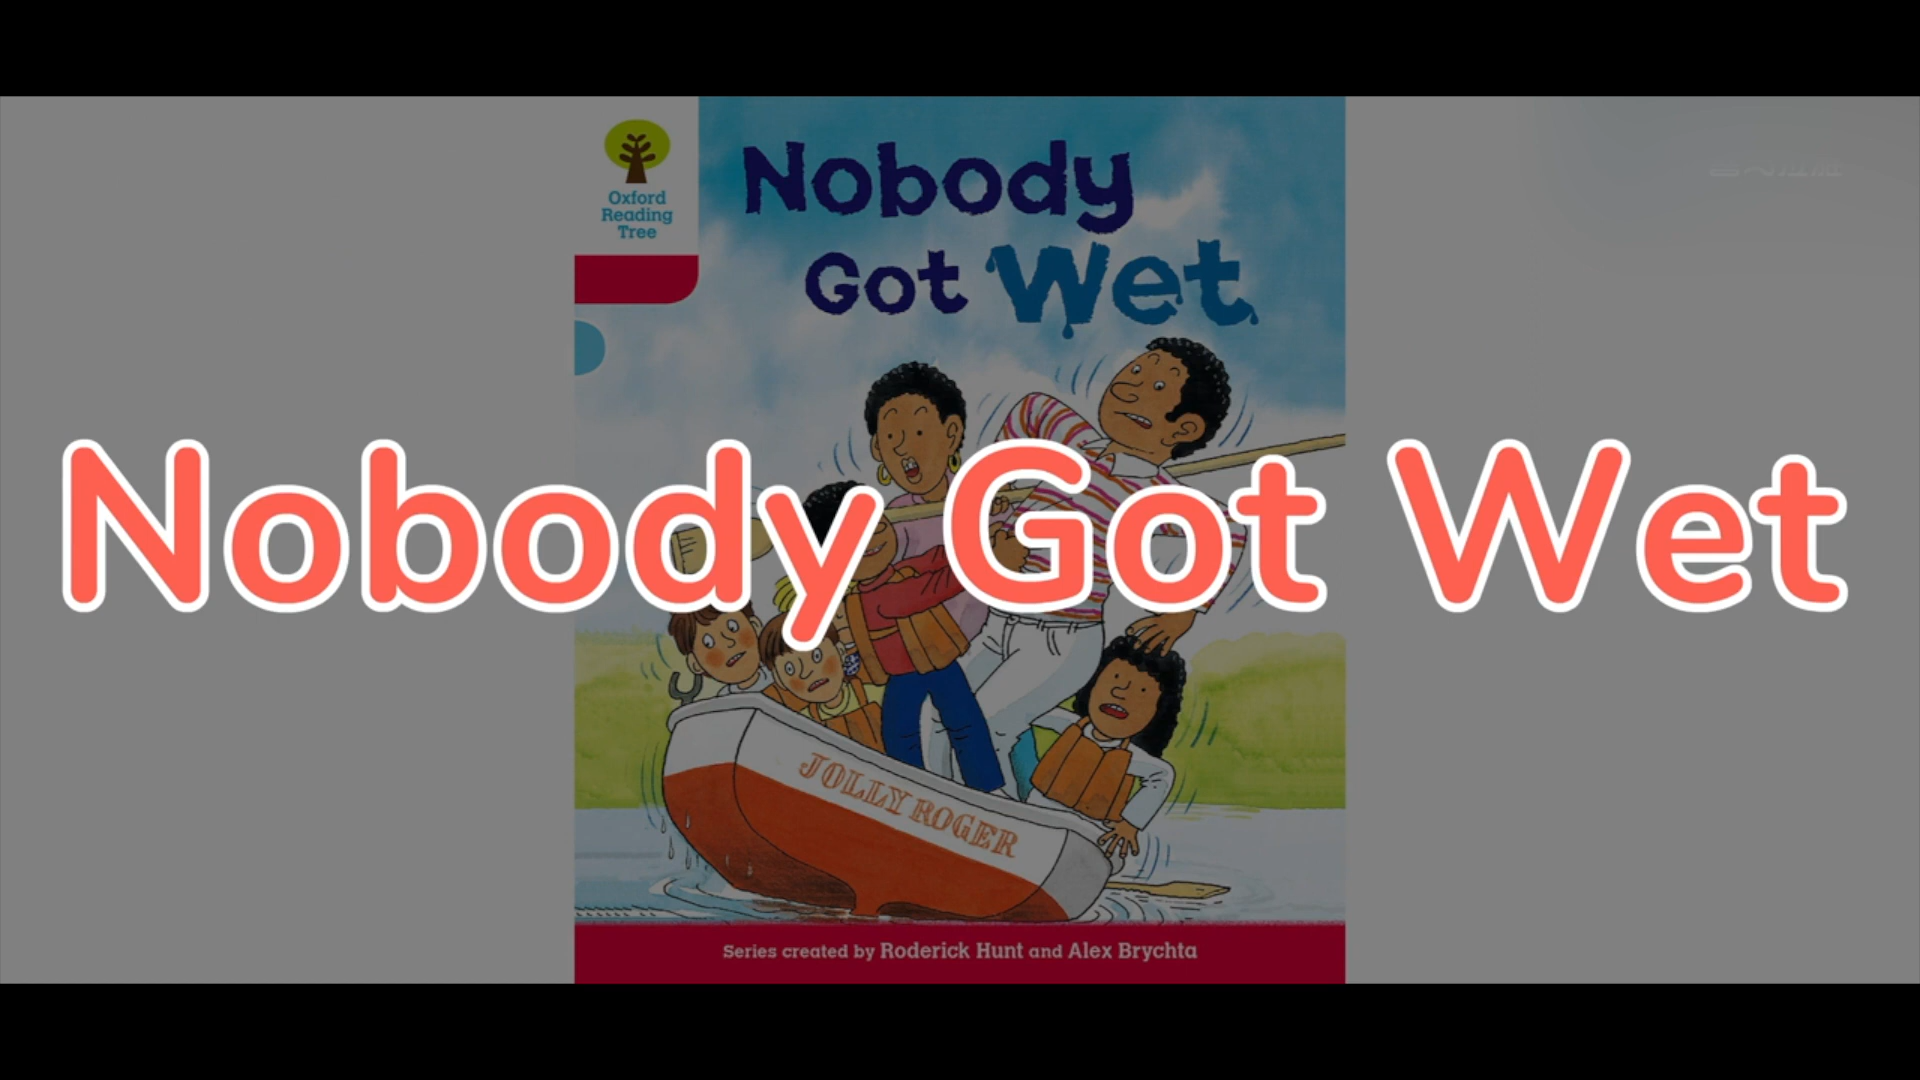 Oxford
Reading
Tree
Nobody
Got Wet
Nobody Got Wet
JOLLY ROGER
Series created by Roderick Hunt and Alex Brychta